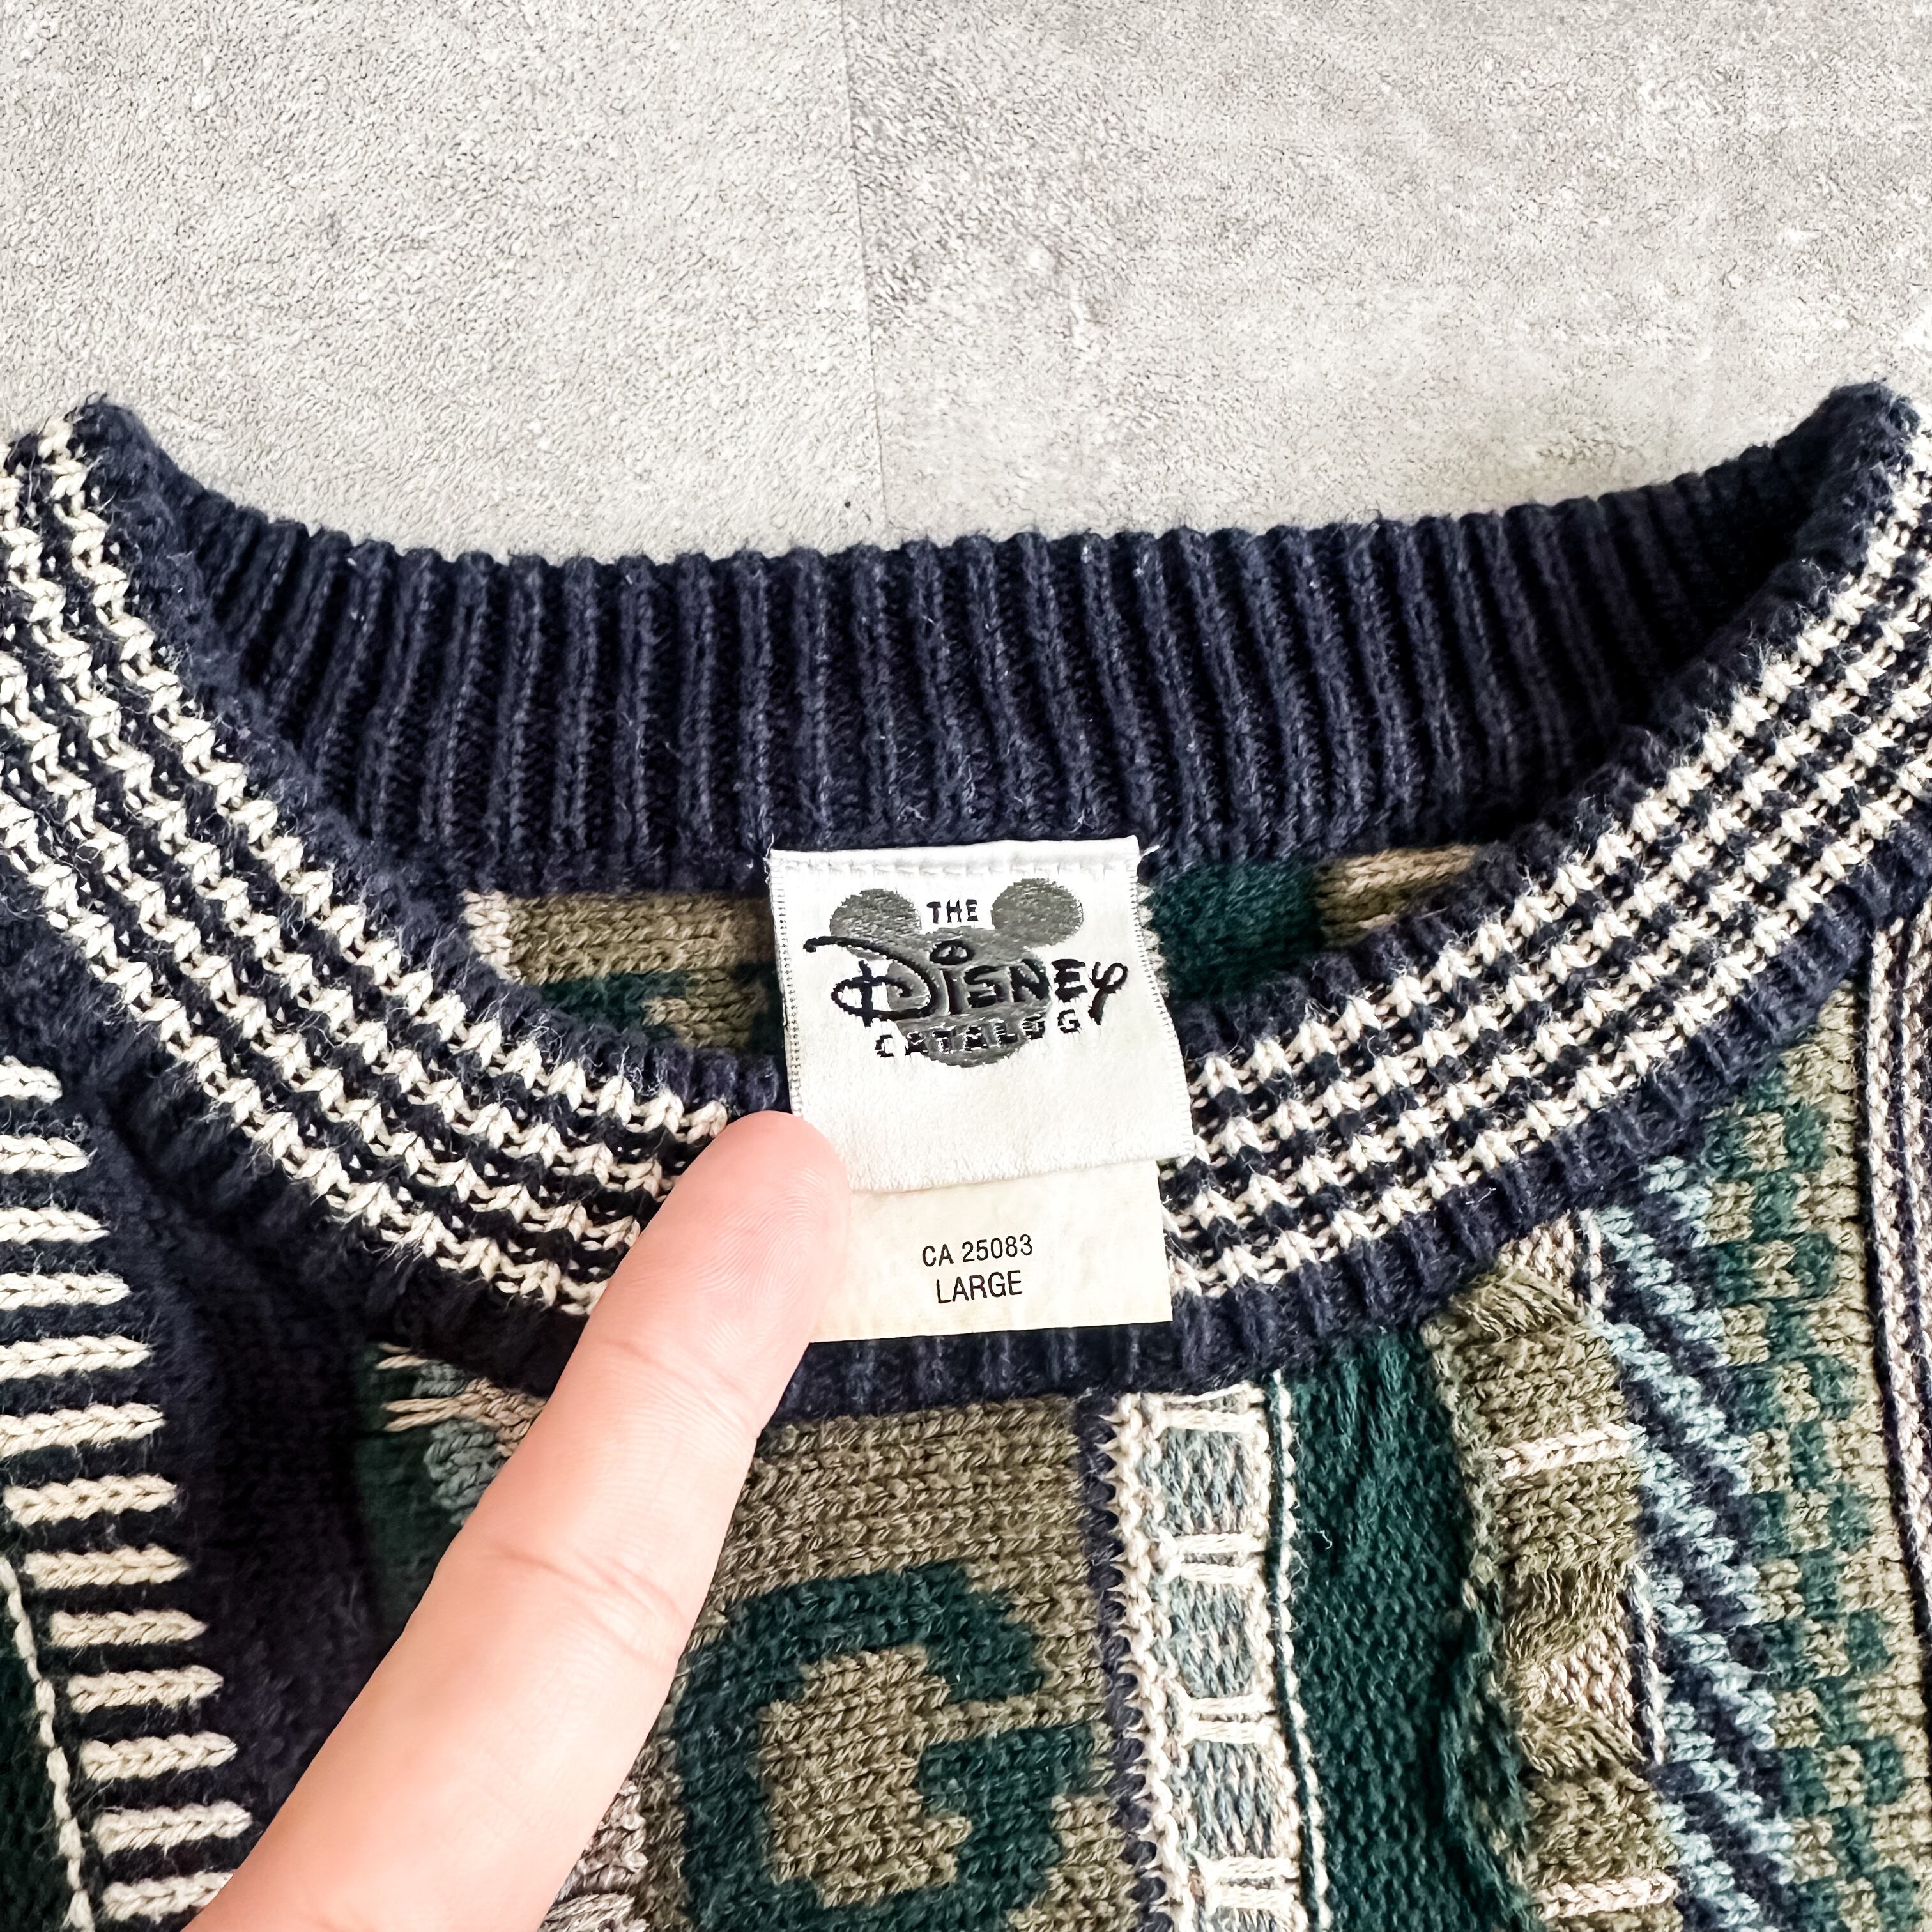 THE
Disney
CATALOG
CA 25083
LARGE
G